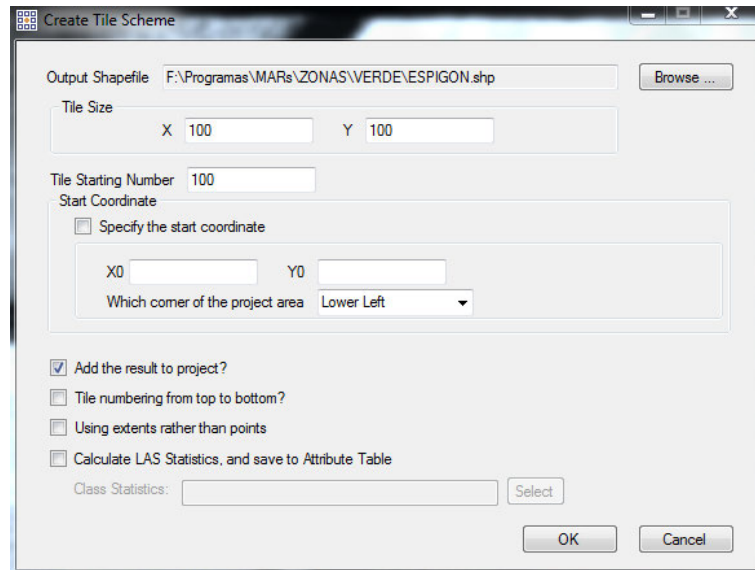 Create Tile Scheme
Output Shapefile F:\Programas\MARs\ZONAS\VERDE\ESPIGON.shp Browse ...
Tile Size
X 100 Y 100
Tile Starting Number 100
Start Coordinate
Specify the start coordinate
X0 Y0
Which corner of the project area Lower Left
Add the result to project?
Tile numbering from top to bottom?
Using extents rather than points
Calculate LAS Statistics, and save to Attribute Table
Class Statistics: Select
OK Cancel